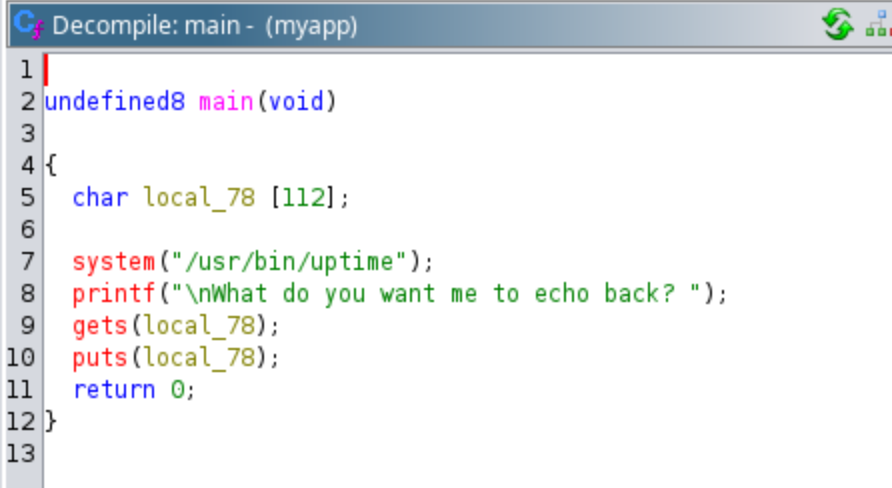 Decompile: main - (myapp)
1
2 undefined8 main(void)
3
4 {
5 char local_78 [112];
6
7 system("/usr/bin/uptime");
8 printf("\nWhat do you want me to echo back? ");
9 gets(local_78);
10 puts(local_78);
11 return 0;
12 }
13